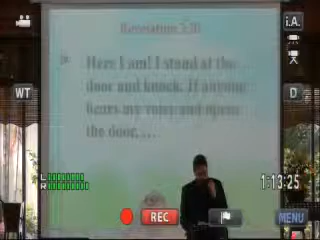 Revelation 3:20
i.A.
Here I am! I stand at the
door and knock. If anyone
hears my voice and opens
the door, ...
WT
D
L
R
1:13:25
REC
MENU